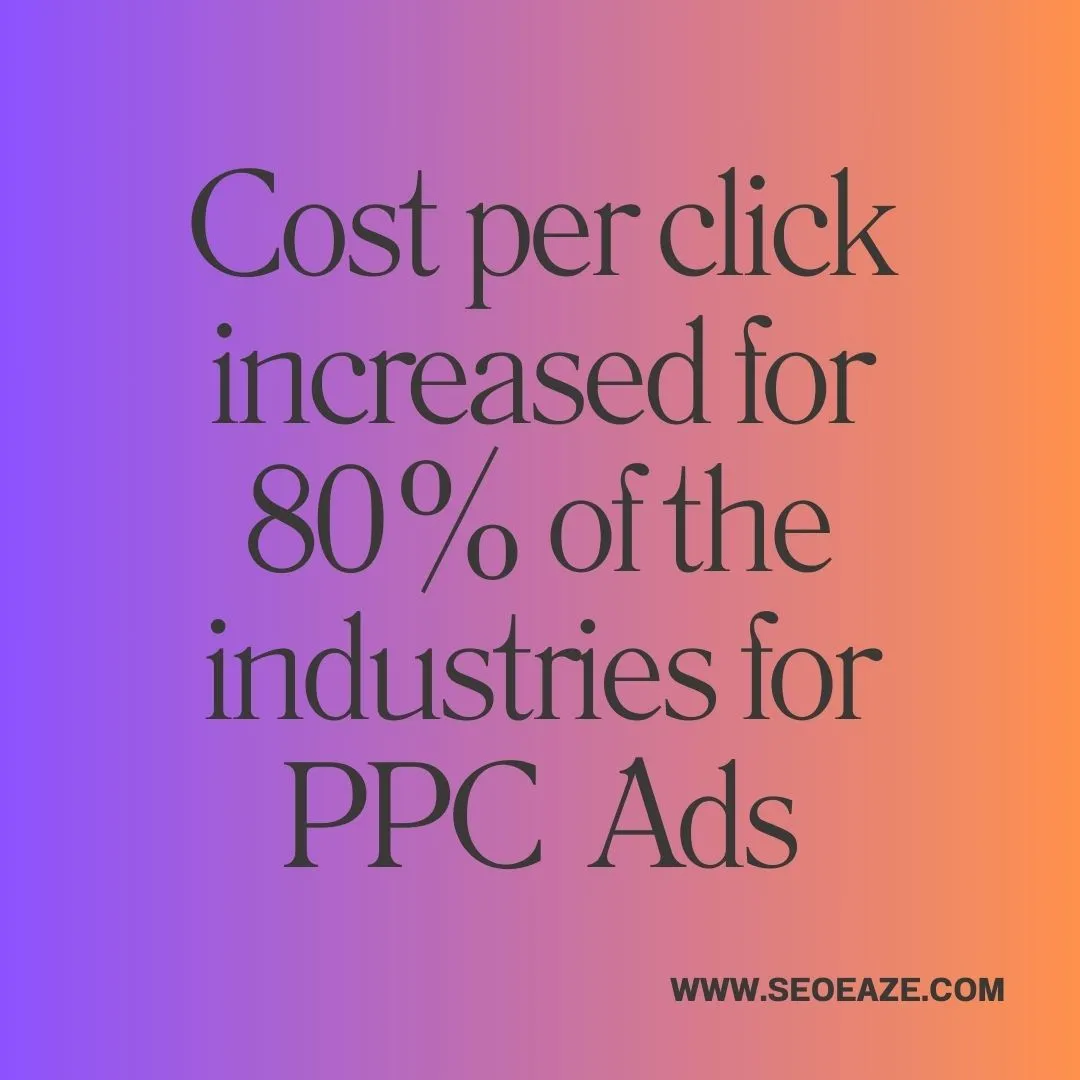 Cost per click
increased for
80% of the
industries for
PPC Ads
WWW.SEOEAZE.COM